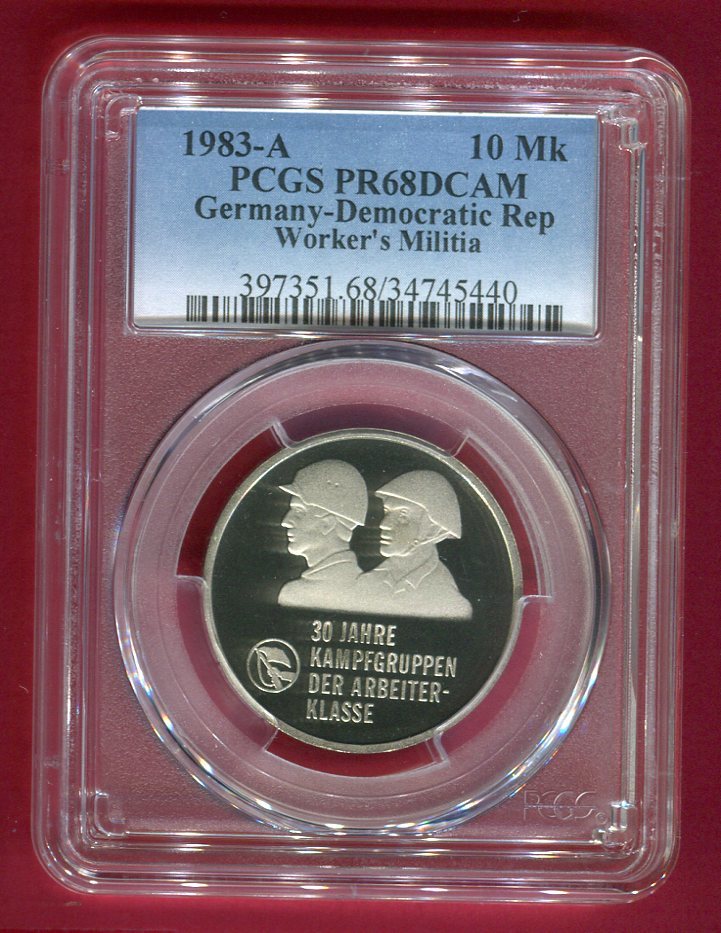 1983-A 10 Mk
PCGS PR68DCAM
Germany-Democratic Rep
Worker's Militia
397351.68/34745440
30 JAHRE
KAMPFGRUPPEN
DER ARBEITER-
KLASSE
PCGS